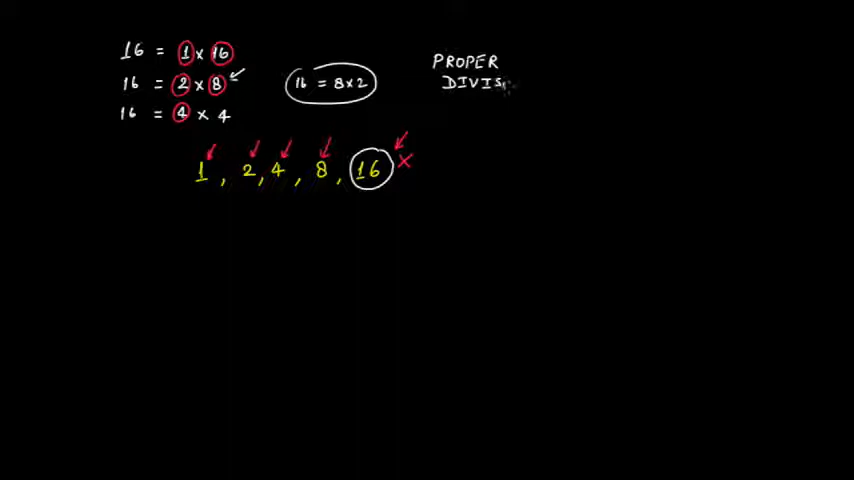 16 = 1 x 16
16 = 2 x 8
16 = 4 x 4
16 = 8 x 2
PROPER
DIVIS
1, 2, 4, 8, 16 x